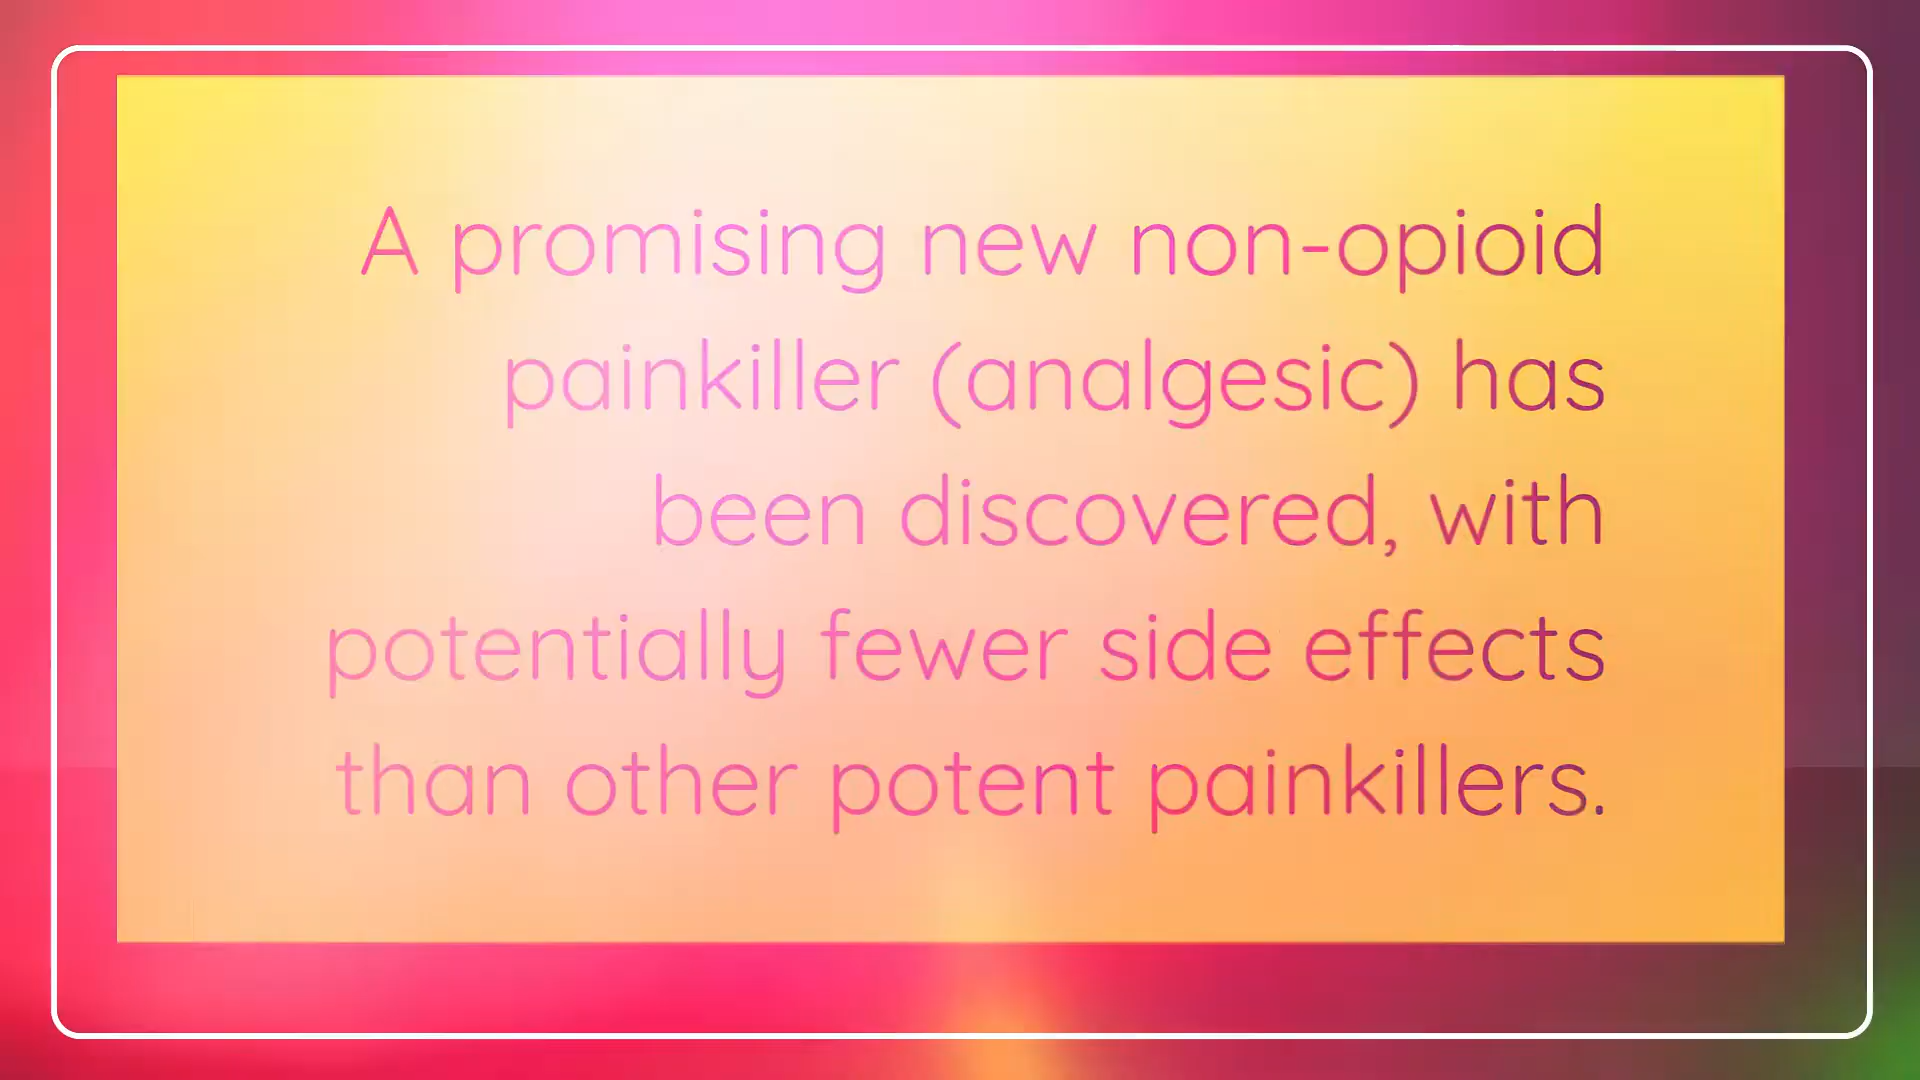 A promising new non-opioid
painkiller (analgesic) has
been discovered, with
potentially fewer side effects
than other potent painkillers.